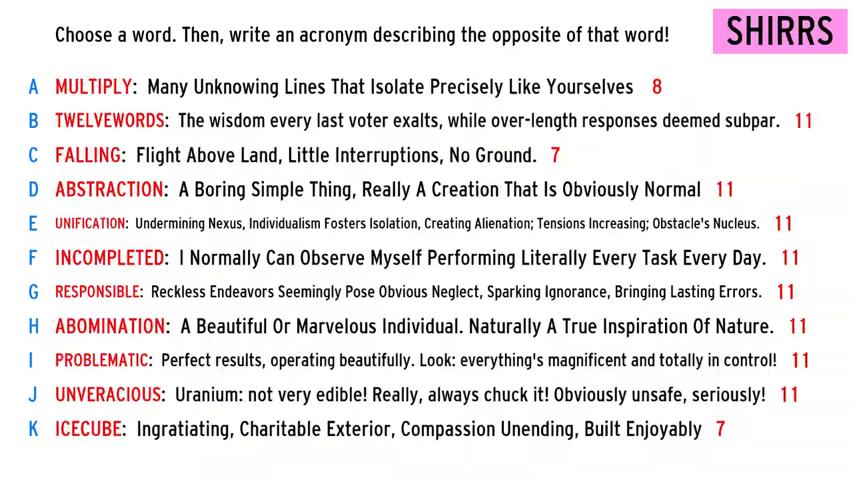 Choose a word. Then, write an acronym describing the opposite of that word!
SHIRRS
A MULTIPLY: Many Unknowing Lines That Isolate Precisely Like Yourselves 8
B TWELVEWORDS: The wisdom every last voter exalts, while over-length responses deemed subpar. 11
C FALLING: Flight Above Land, Little Interruptions, No Ground. 7
D ABSTRACTION: A Boring Simple Thing, Really A Creation That Is Obviously Normal 11
E UNIFICATION: Undermining Nexus, Individualism Fosters Isolation, Creating Alienation; Tensions Increasing; Obstacle's Nucleus. 11
F INCOMPLETED: I Normally Can Observe Myself Performing Literally Every Task Every Day. 11
G RESPONSIBLE: Reckless Endeavors Seemingly Pose Obvious Neglect, Sparking Ignorance, Bringing Lasting Errors. 11
H ABOMINATION: A Beautiful Or Marvelous Individual. Naturally A True Inspiration Of Nature. 11
I PROBLEMATIC: Perfect results, operating beautifully. Look: everything's magnificent and totally in control! 11
J UNVERACIOUS: Uranium: not very edible! Really, always chuck it! Obviously unsafe, seriously! 11
K ICECUBE: Ingratiating, Charitable Exterior, Compassion Unending, Built Enjoyably 7